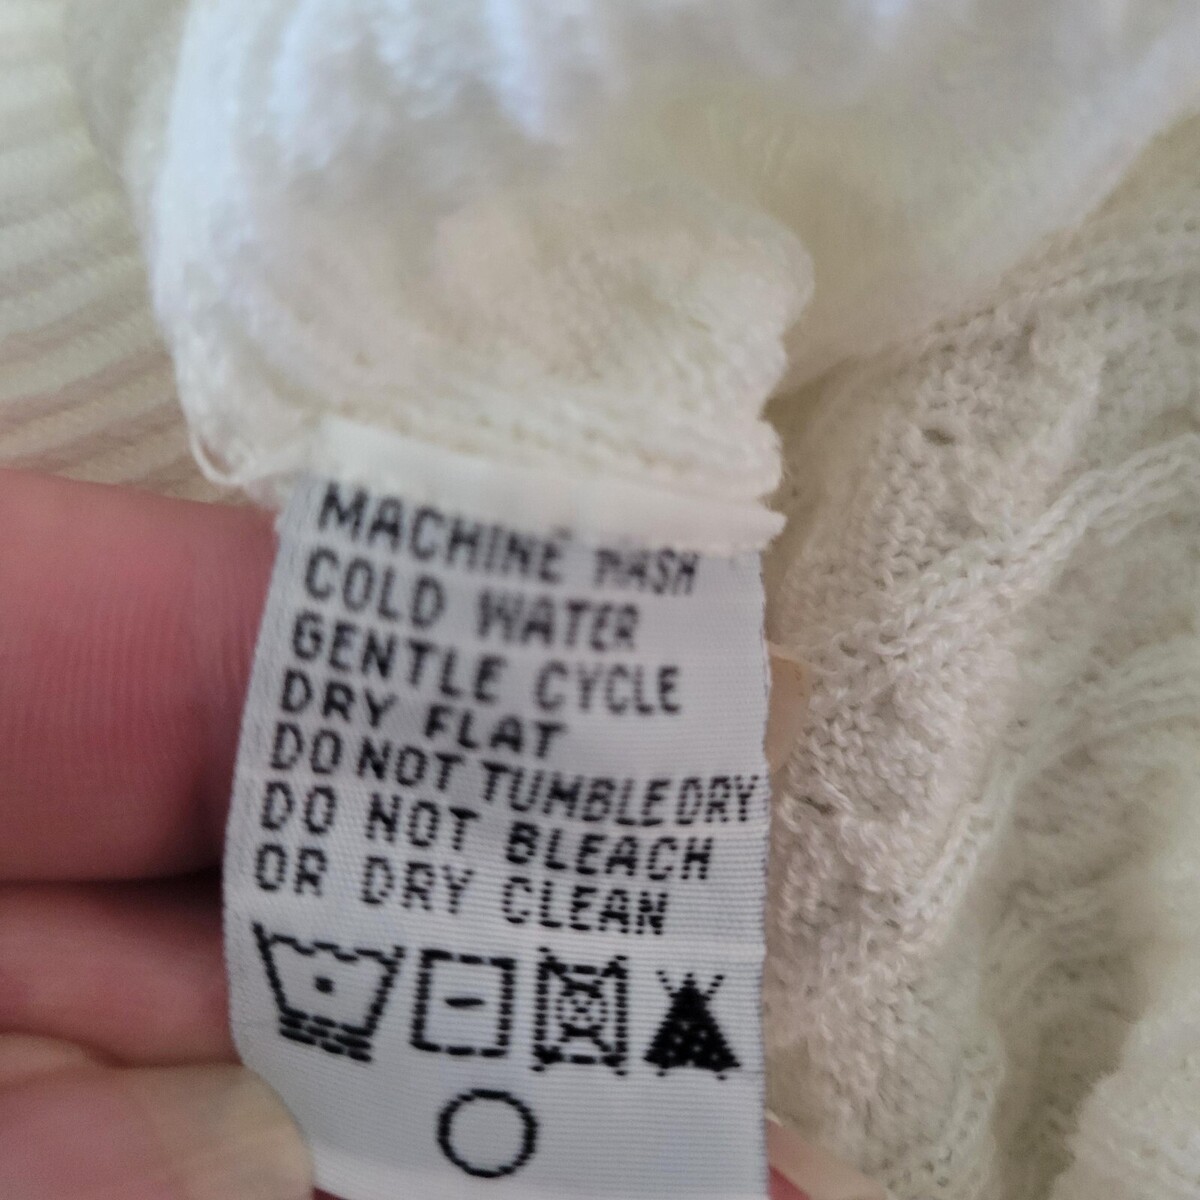 MACHINE WASH
COLD WATER
GENTLE CYCLE
DRY FLAT
DO NOT TUMBLE DRY
DO NOT BLEACH
OR DRY CLEAN